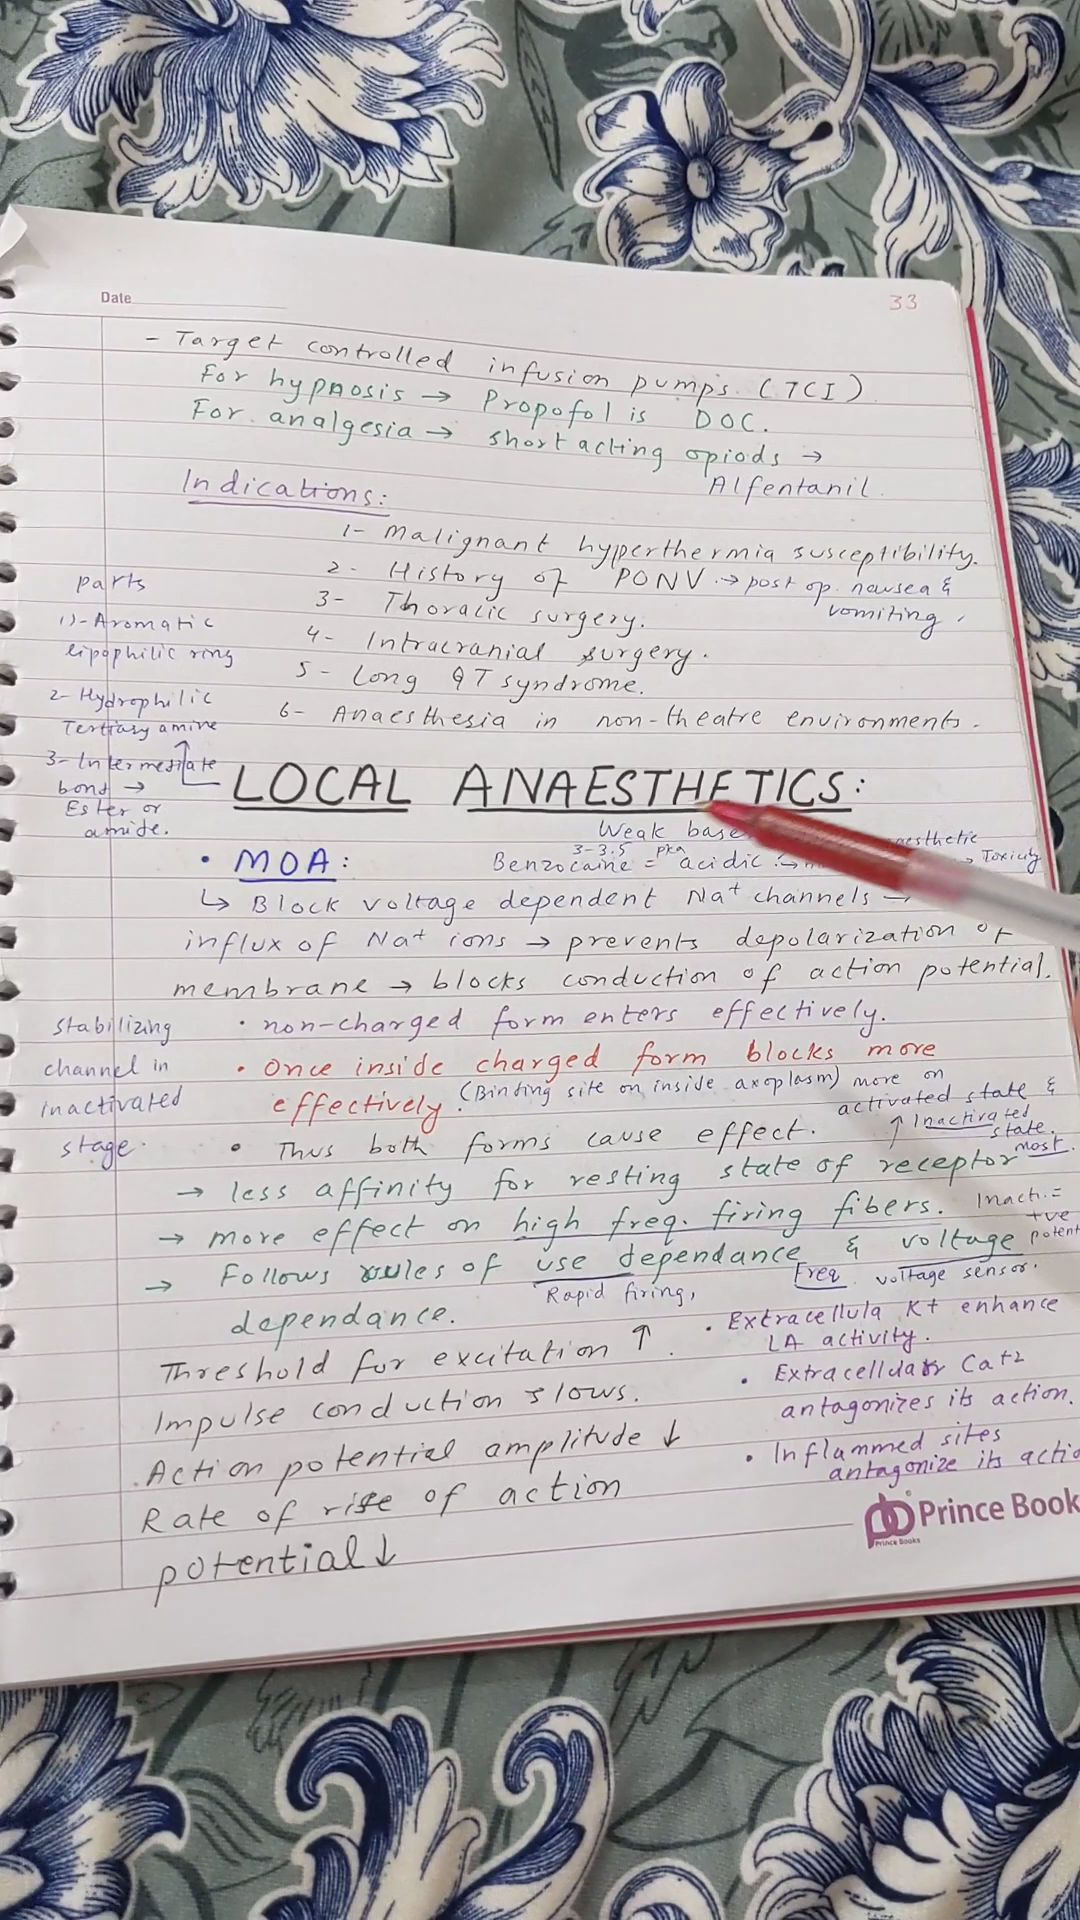 Date
33
- Target controlled infusion pumps. (TCI)
For hypnosis → Propofol is DOC.
For analgesia → short acting opiods →
Alfentanil.
Indications:
1- Malignant hyperthermia susceptibility.
2- History of PONV → post op. nausea &
vomiting.
3- Thoracic surgery.
4- Intracranial surgery.
5- Long QT syndrome.
6- Anaesthesia in non-theatre environments.
parts
1)- Aromatic
lipophilic ring
2- Hydrophilic
Tertiary amine
3- Intermediate
bond →
Ester or
amide.
LOCAL ANAESTHETICS:
Weak base
3-3.5 pka
Benzocaine = acidic
→ Toxicity
• MOA:
↳ Block voltage dependent Na+ channels →
influx of Na+ ions → prevents depolarization of
membrane → blocks conduction of action potential.
• non-charged form enters effectively.
• Once inside charged form blocks more
effectively. (Binding site on inside axoplasm)
more on
activated state &
↑ Inactivated
state.
most.
stabilizing
channel in
inactivated
stage.
• Thus both forms cause effect.
→ less affinity for resting state of receptor
→ more effect on high freq. firing fibers.
Inact. =
+ve
potent
→ Follows rules of use dependance & voltage
dependance.
Rapid firing,
Freq. voltage sensor.
Threshold for excitation ↑.
Impulse conduction slows.
Action potential amplitude ↓
Rate of rise of action
potential ↓
• Extracellula K+ enhance
LA activity.
• Extracellular Ca+2
antagonizes its action.
• Inflammed sites
antagonize its actio
Prince Book
Prince Books